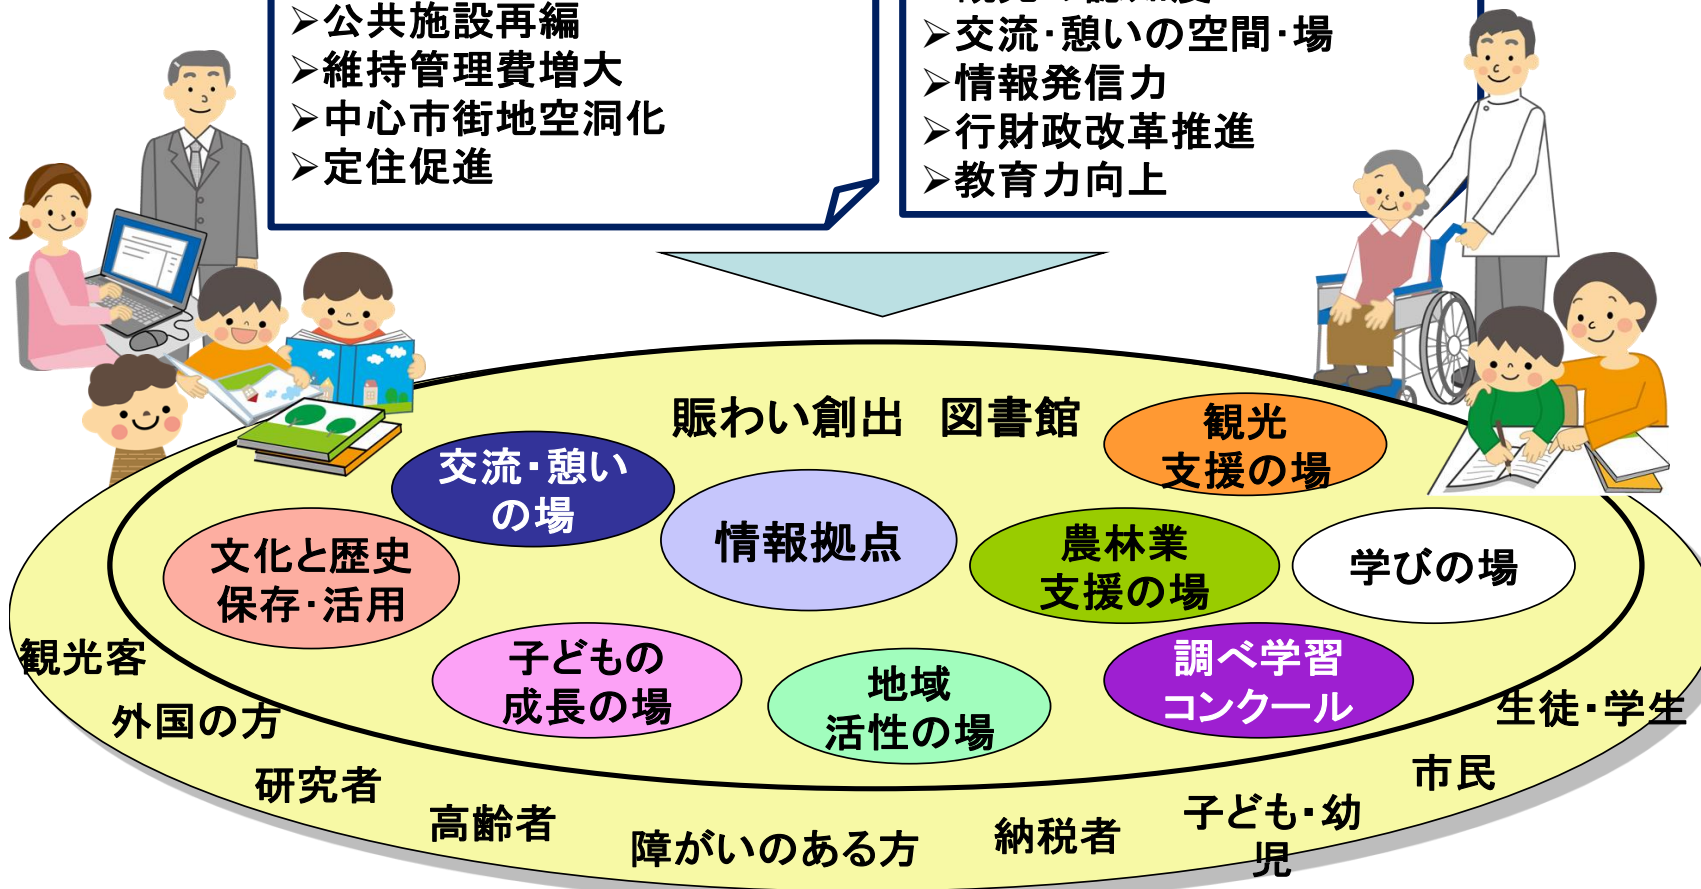 ➢公共施設再編
➢維持管理費増大
➢中心市街地空洞化
➢定住促進
➢交流・憩いの空間・場
➢情報発信力
➢行財政改革推進
➢教育力向上
賑わい創出　図書館
観光
支援の場
交流・憩い
の場
情報拠点
農林業
支援の場
学びの場
文化と歴史
保存・活用
子どもの
成長の場
地域
活性の場
調べ学習
コンクール
観光客
外国の方
研究者
高齢者
障がいのある方
納税者
子ども・幼
児
市民
生徒・学生